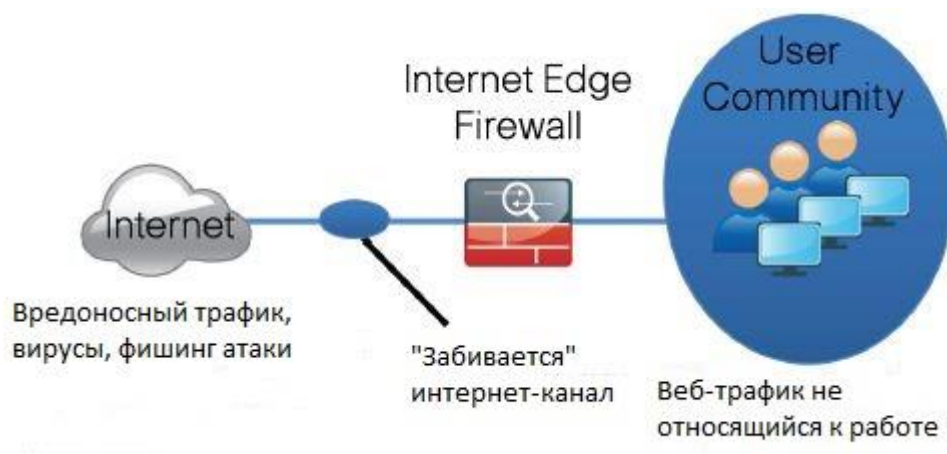 User
Community
Internet Edge
Firewall
Internet
Вредоносный трафик,
вирусы, фишинг атаки
"Забивается"
интернет-канал
Веб-трафик не
относящийся к работе